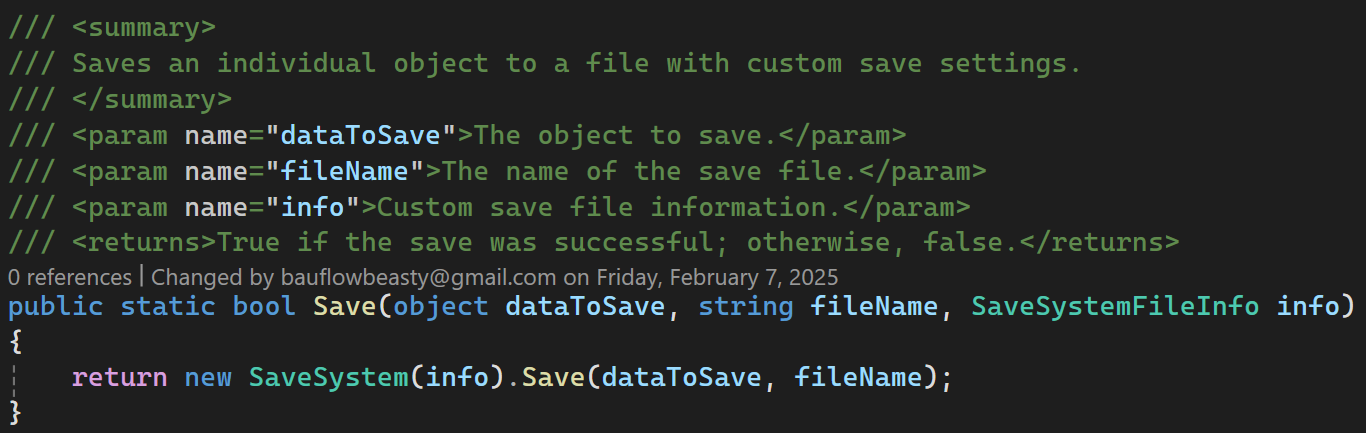 /// <summary>
/// Saves an individual object to a file with custom save settings.
/// </summary>
/// <param name="dataToSave">The object to save.</param>
/// <param name="fileName">The name of the save file.</param>
/// <param name="info">Custom save file information.</param>
/// <returns>True if the save was successful; otherwise, false.</returns>
0 references | Changed by bauflowbeasty@gmail.com on Friday, February 7, 2025
public static bool Save(object dataToSave, string fileName, SaveSystemFileInfo info)
{
    return new SaveSystem(info).Save(dataToSave, fileName);
}